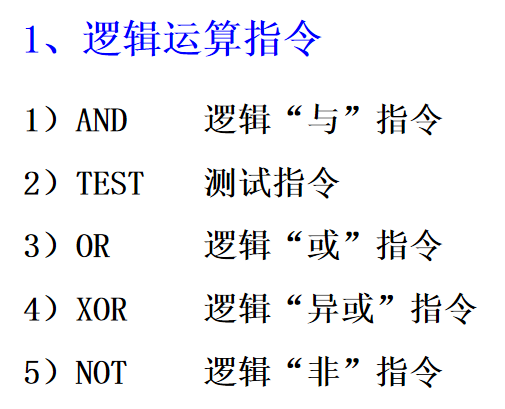 1、逻辑运算指令
1）AND 逻辑“与”指令
2）TEST 测试指令
3）OR 逻辑“或”指令
4）XOR 逻辑“异或”指令
5）NOT 逻辑“非”指令